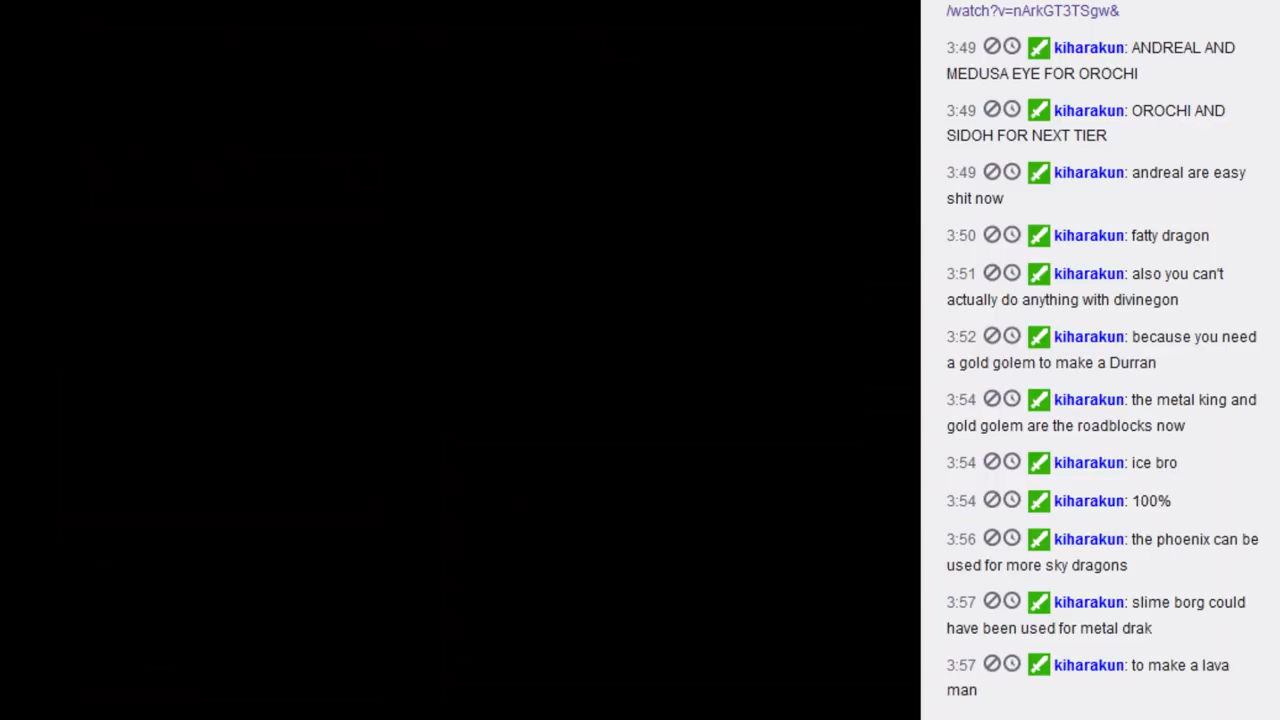 /watch?v=nArkGT3TSgw&
3:49 kiharakun: ANDREAL AND
MEDUSA EYE FOR OROCHI
3:49 kiharakun: OROCHI AND
SIDOH FOR NEXT TIER
3:49 kiharakun: andreal are easy
shit now
3:50 kiharakun: fatty dragon
3:51 kiharakun: also you can't
actually do anything with divinegon
3:52 kiharakun: because you need
a gold golem to make a Durran
3:54 kiharakun: the metal king and
gold golem are the roadblocks now
3:54 kiharakun: ice bro
3:54 kiharakun: 100%
3:56 kiharakun: the phoenix can be
used for more sky dragons
3:57 kiharakun: slime borg could
have been used for metal drak
3:57 kiharakun: to make a lava
man